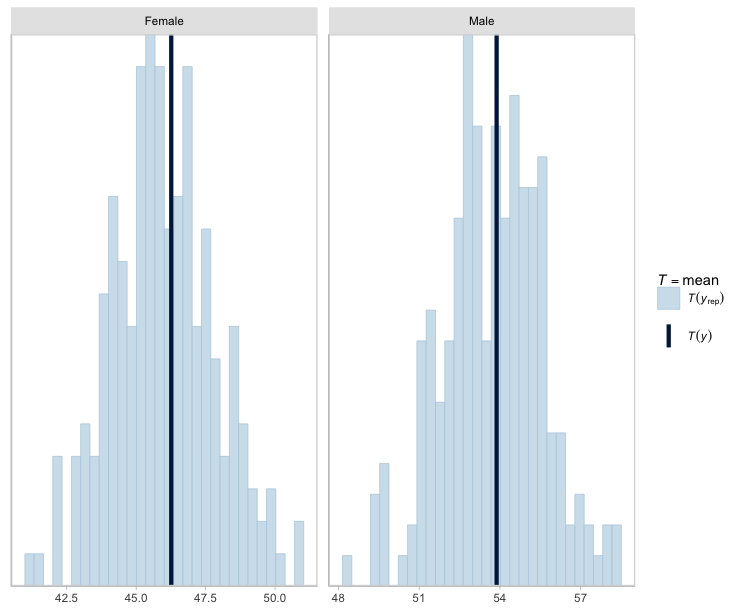 Female
Male
T = mean
T(yrep)
T(y)
42.5 45.0 47.5 50.0
48 51 54 57